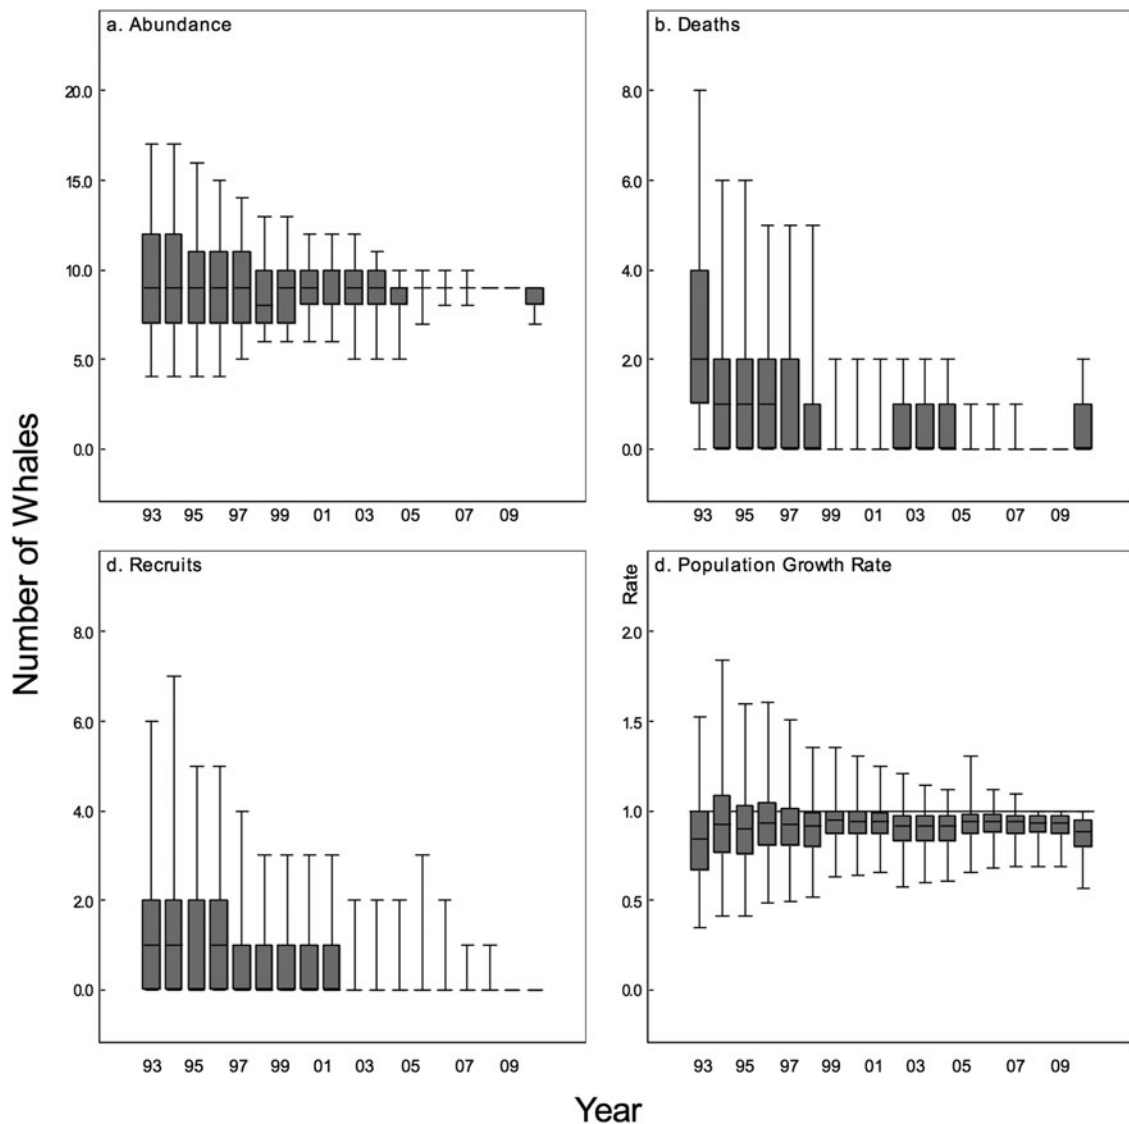 a. Abundance
20.0
15.0
10.0
5.0
0.0
93 95 97 99 01 03 05 07 09
b. Deaths
8.0
6.0
4.0
2.0
0.0
93 95 97 99 01 03 05 07 09
Number of Whales
d. Recruits
8.0
6.0
4.0
2.0
0.0
93 95 97 99 01 03 05 07 09
d. Population Growth Rate
Rate
2.0
1.5
1.0
0.5
0.0
93 95 97 99 01 03 05 07 09
Year